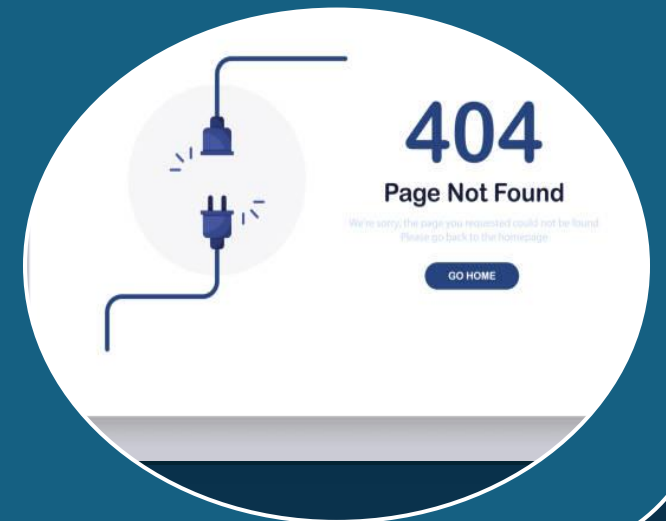 404
Page Not Found
We're sorry, the page you requested could not be found
Please go back to the homepage
GO HOME